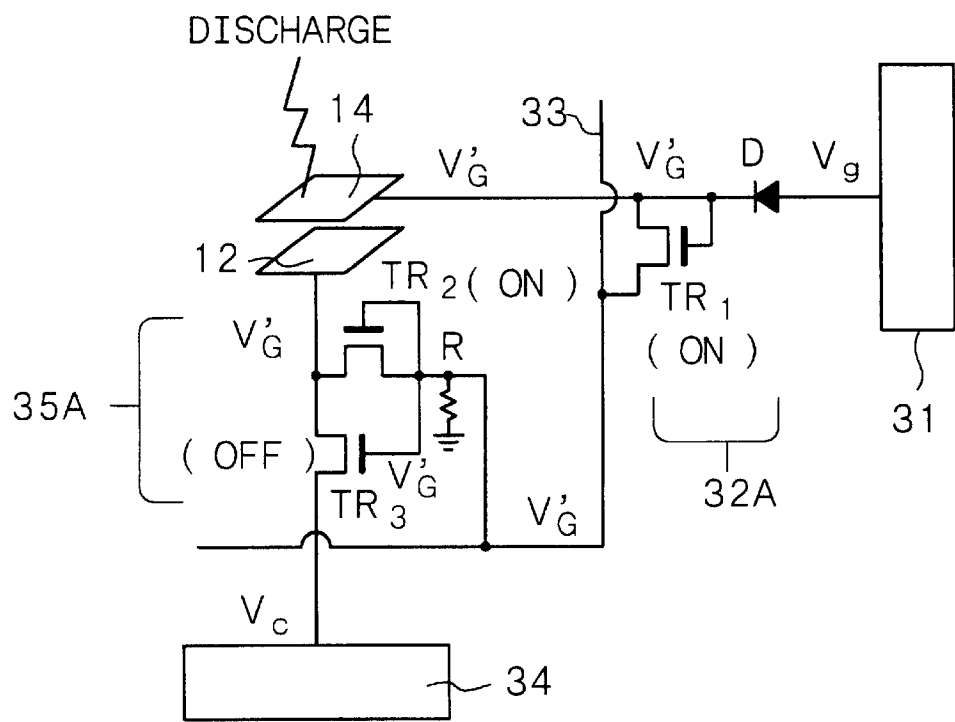 DISCHARGE
14
33
V'G
V'G
D
Vg
12
TR2(ON)
TR1
(ON)
V'G
R
31
35A
(OFF)
V'G
32A
TR3
V'G
Vc
34